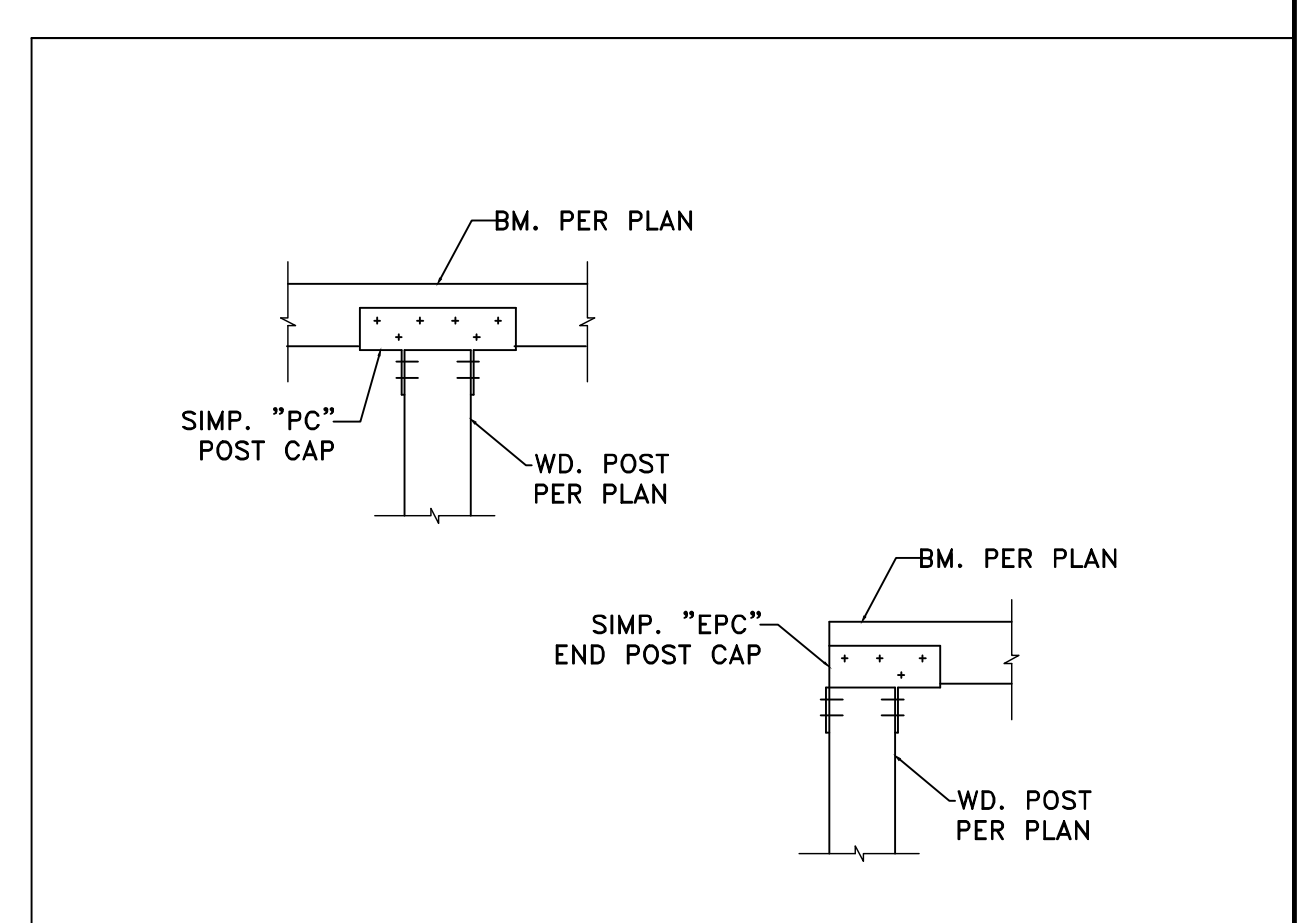 BM. PER PLAN
SIMP. "PC"
POST CAP
WD. POST
PER PLAN
BM. PER PLAN
SIMP. "EPC"
END POST CAP
WD. POST
PER PLAN